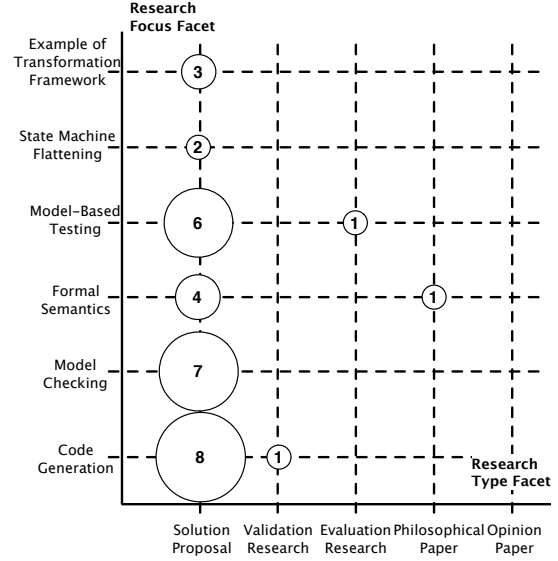 Research
Focus Facet
Example of
Transformation
Framework
3
State Machine
Flattening
2
Model-Based
Testing
6
1
Formal
Semantics
4
1
Model
Checking
7
Code
Generation
8
1
Research
Type Facet
Solution
Proposal
Validation
Research
Evaluation
Research
Philosophical
Paper
Opinion
Paper